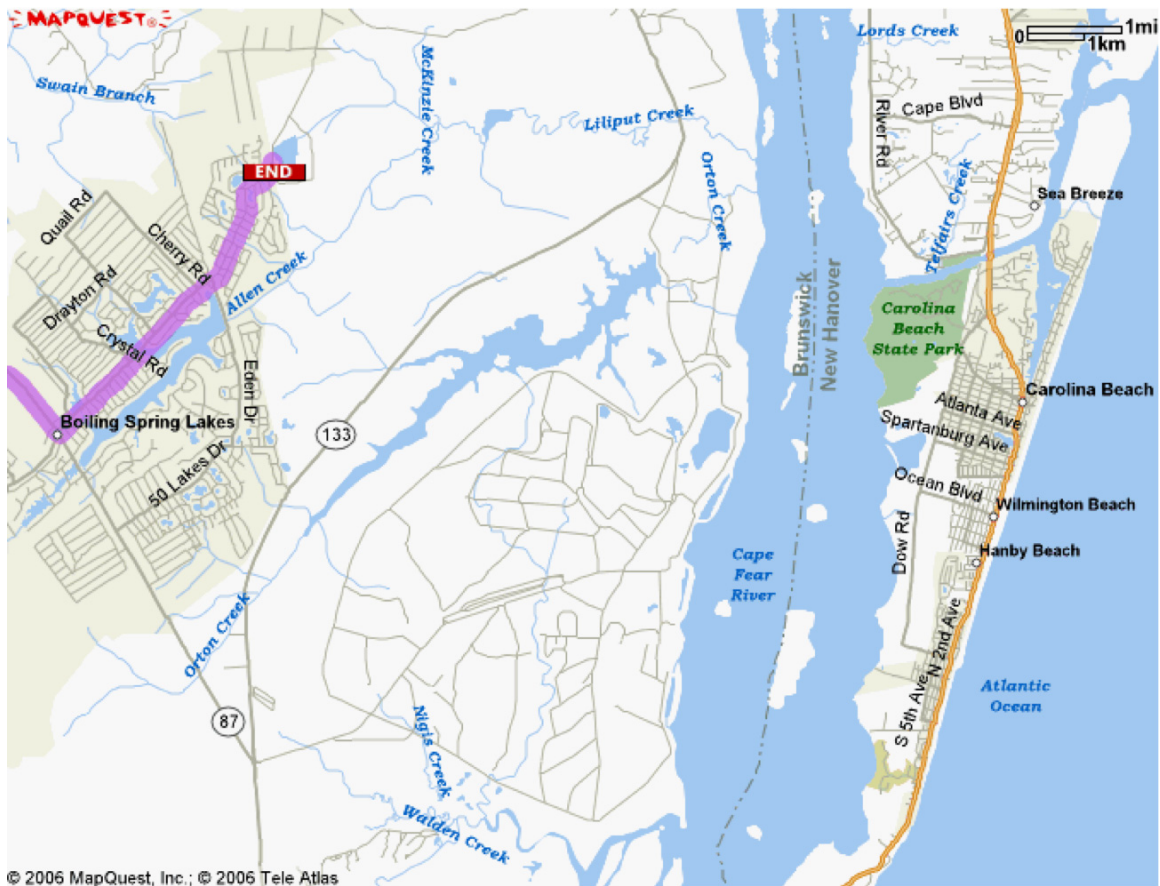 MAPQUEST®
Lords Creek
0 1mi
1km
Swain Branch
McKinzie Creek
Liliput Creek
River Rd
Cape Blvd
END
Orton Creek
Telfairs Creek
Sea Breeze
Quail Rd
Cherry Rd
Allen Creek
Drayton Rd
Crystal Rd
Brunswick
New Hanover
Carolina
Beach
State Park
Eden Dr
Carolina Beach
Atlanta Ave
Boiling Spring Lakes
Spartanburg Ave
133
50 Lakes Dr
Ocean Blvd
Wilmington Beach
Dow Rd
Hanby Beach
Cape
Fear
River
Orton Creek
N 2nd Ave
Atlantic
Ocean
S 5th Ave
87
Nigis Creek
Walden Creek
© 2006 MapQuest, Inc.; © 2006 Tele Atlas